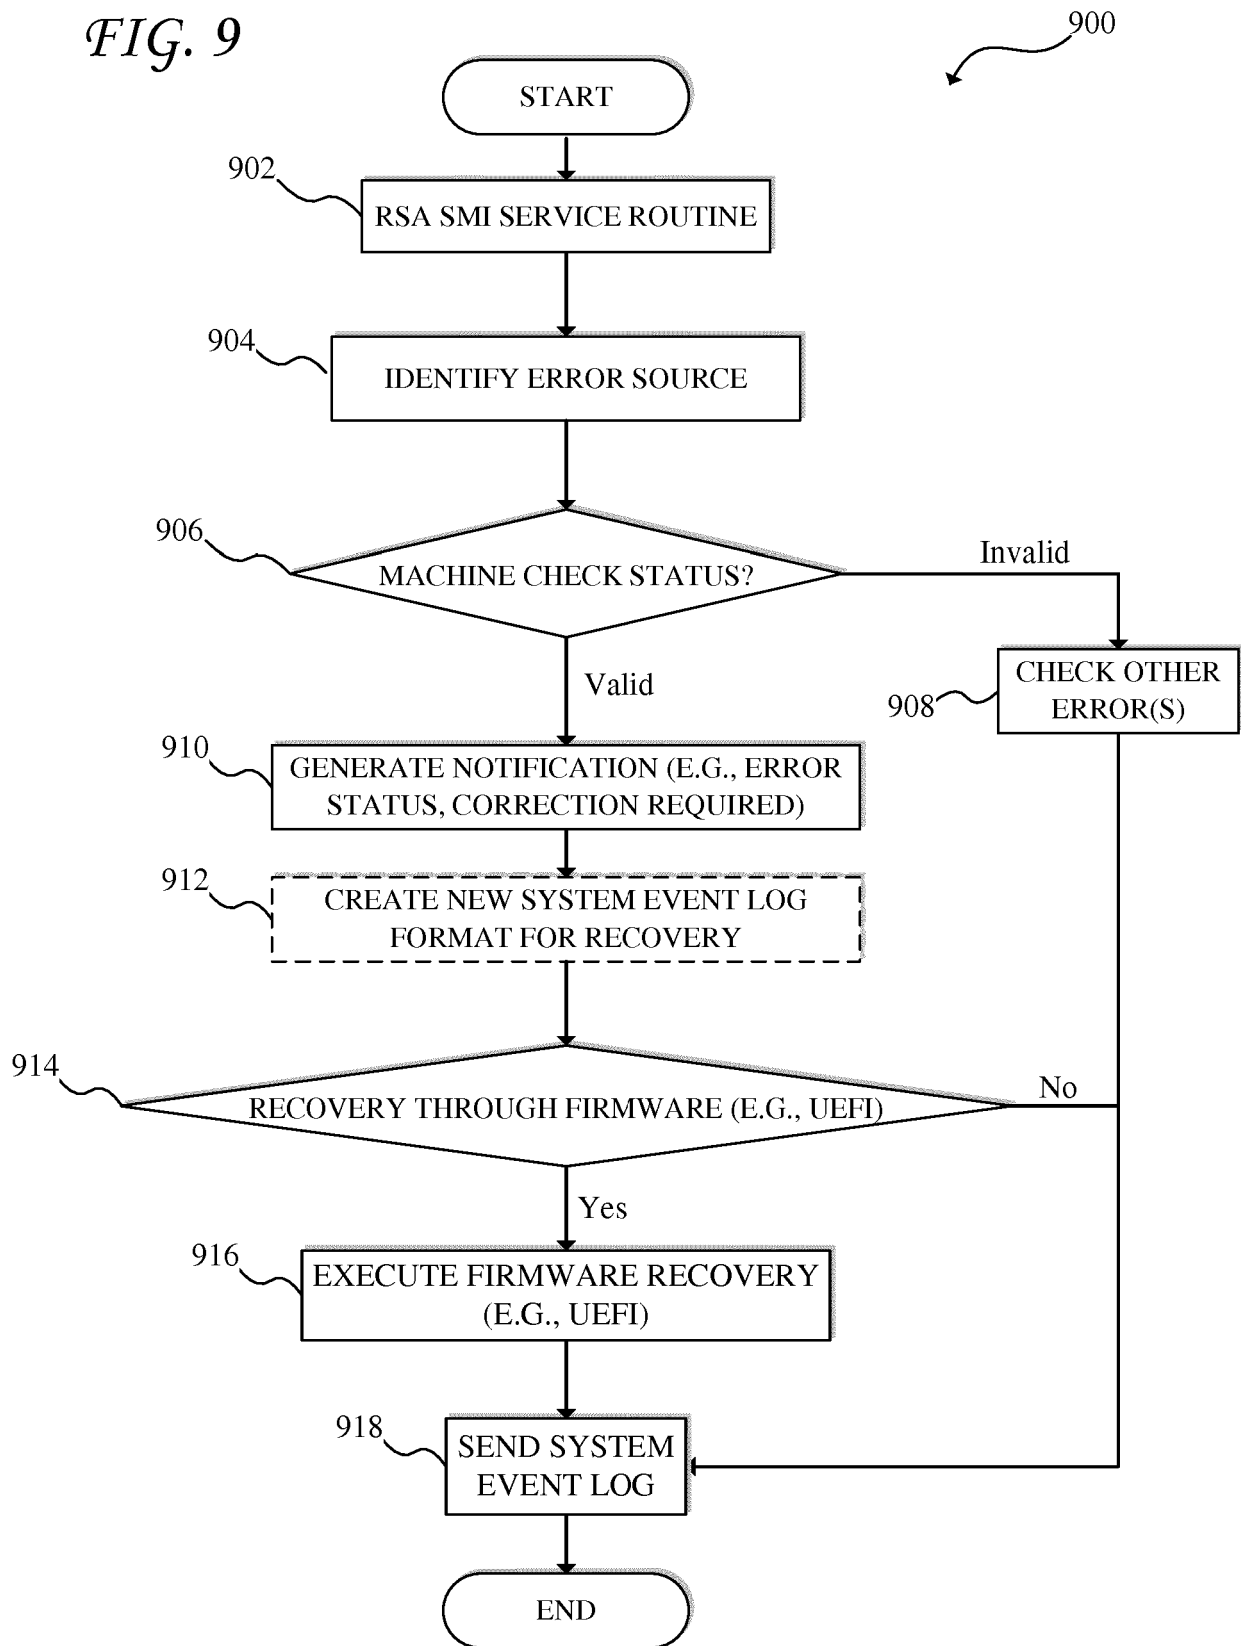 FIG. 9
900
START
902
RSA SMI SERVICE ROUTINE
904
IDENTIFY ERROR SOURCE
906
MACHINE CHECK STATUS?
Invalid
Valid
908
CHECK OTHER
ERROR(S)
910
GENERATE NOTIFICATION (E.G., ERROR
STATUS, CORRECTION REQUIRED)
912
CREATE NEW SYSTEM EVENT LOG
FORMAT FOR RECOVERY
914
RECOVERY THROUGH FIRMWARE (E.G., UEFI)
No
Yes
916
EXECUTE FIRMWARE RECOVERY
(E.G., UEFI)
918
SEND SYSTEM
EVENT LOG
END